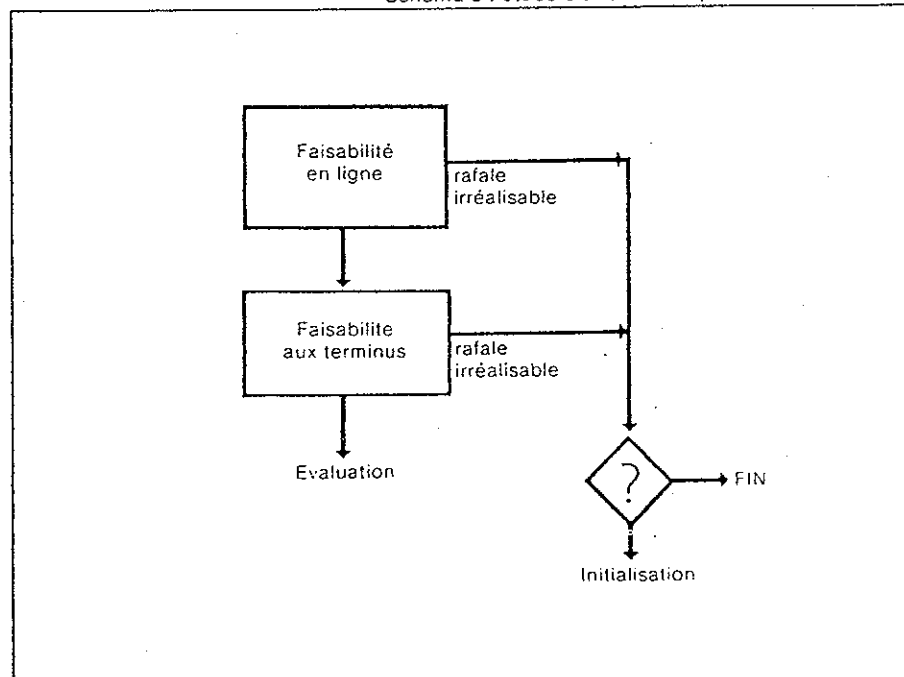 Faisabilité
en ligne
rafale
irréalisable
Faisabilite
aux terminus
rafale
irréalisable
Evaluation
?
FIN
Initialisation